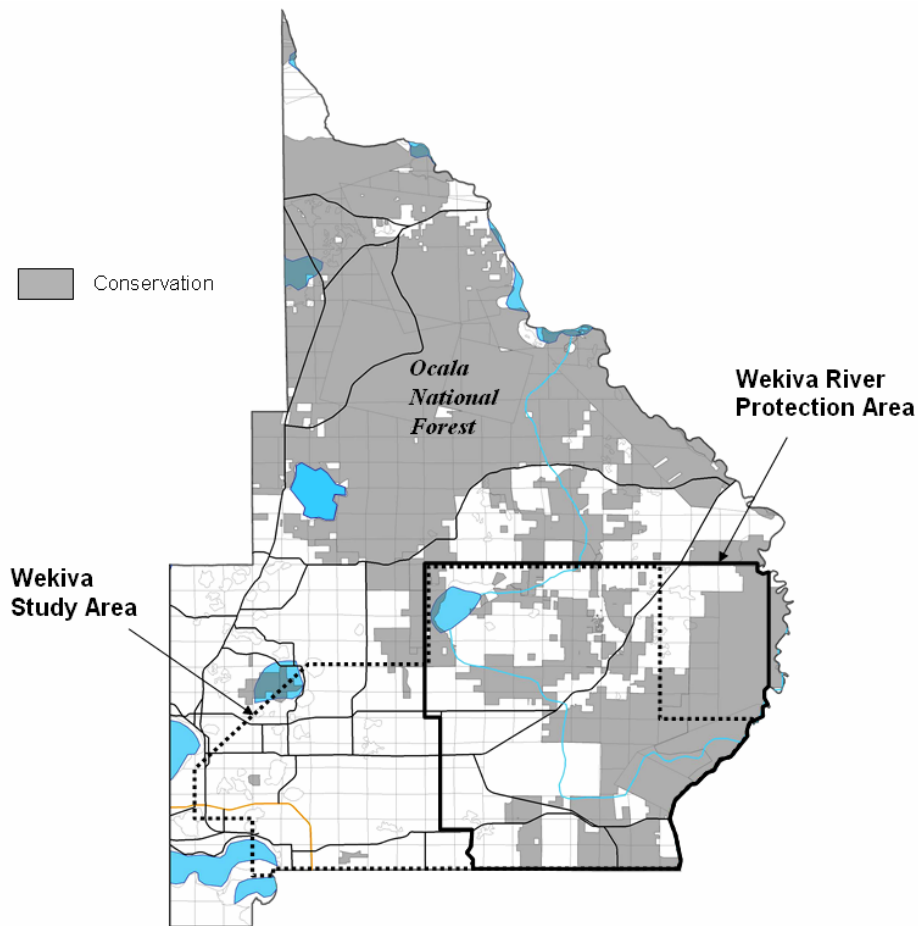 Conservation
Ocala
National
Forest
Wekiva River
Protection Area
Wekiva
Study Area